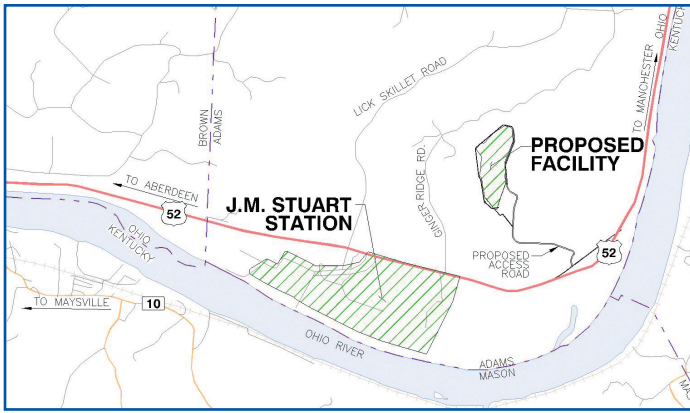 LICK SKILLET ROAD
BROWN
ADAMS
TO MANCHESTER OHIO
KENTUCKY
PROPOSED
FACILITY
GINGER RIDGE RD.
TO ABERDEEN
52
J.M. STUART
STATION
OHIO
KENTUCKY
PROPOSED
ACCESS
ROAD
52
TO MAYSVILLE
10
OHIO RIVER
ADAMS
MASON